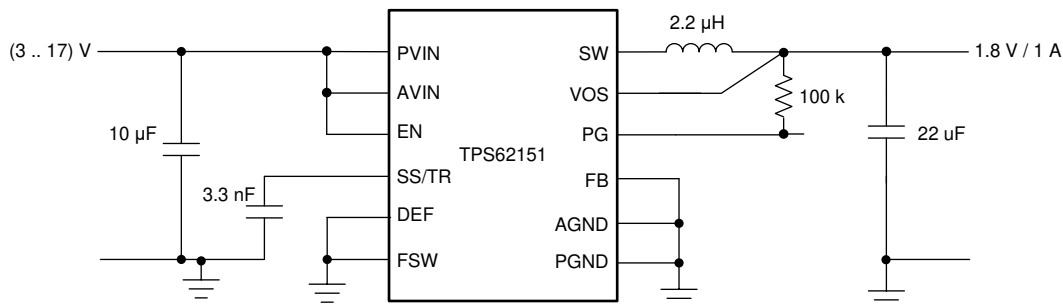 2.2 µH
(3 .. 17) V
PVIN
SW
1.8 V / 1 A
AVIN
VOS
100 k
10 µF
EN
PG
22 uF
TPS62151
3.3 nF
SS/TR
FB
DEF
AGND
FSW
PGND